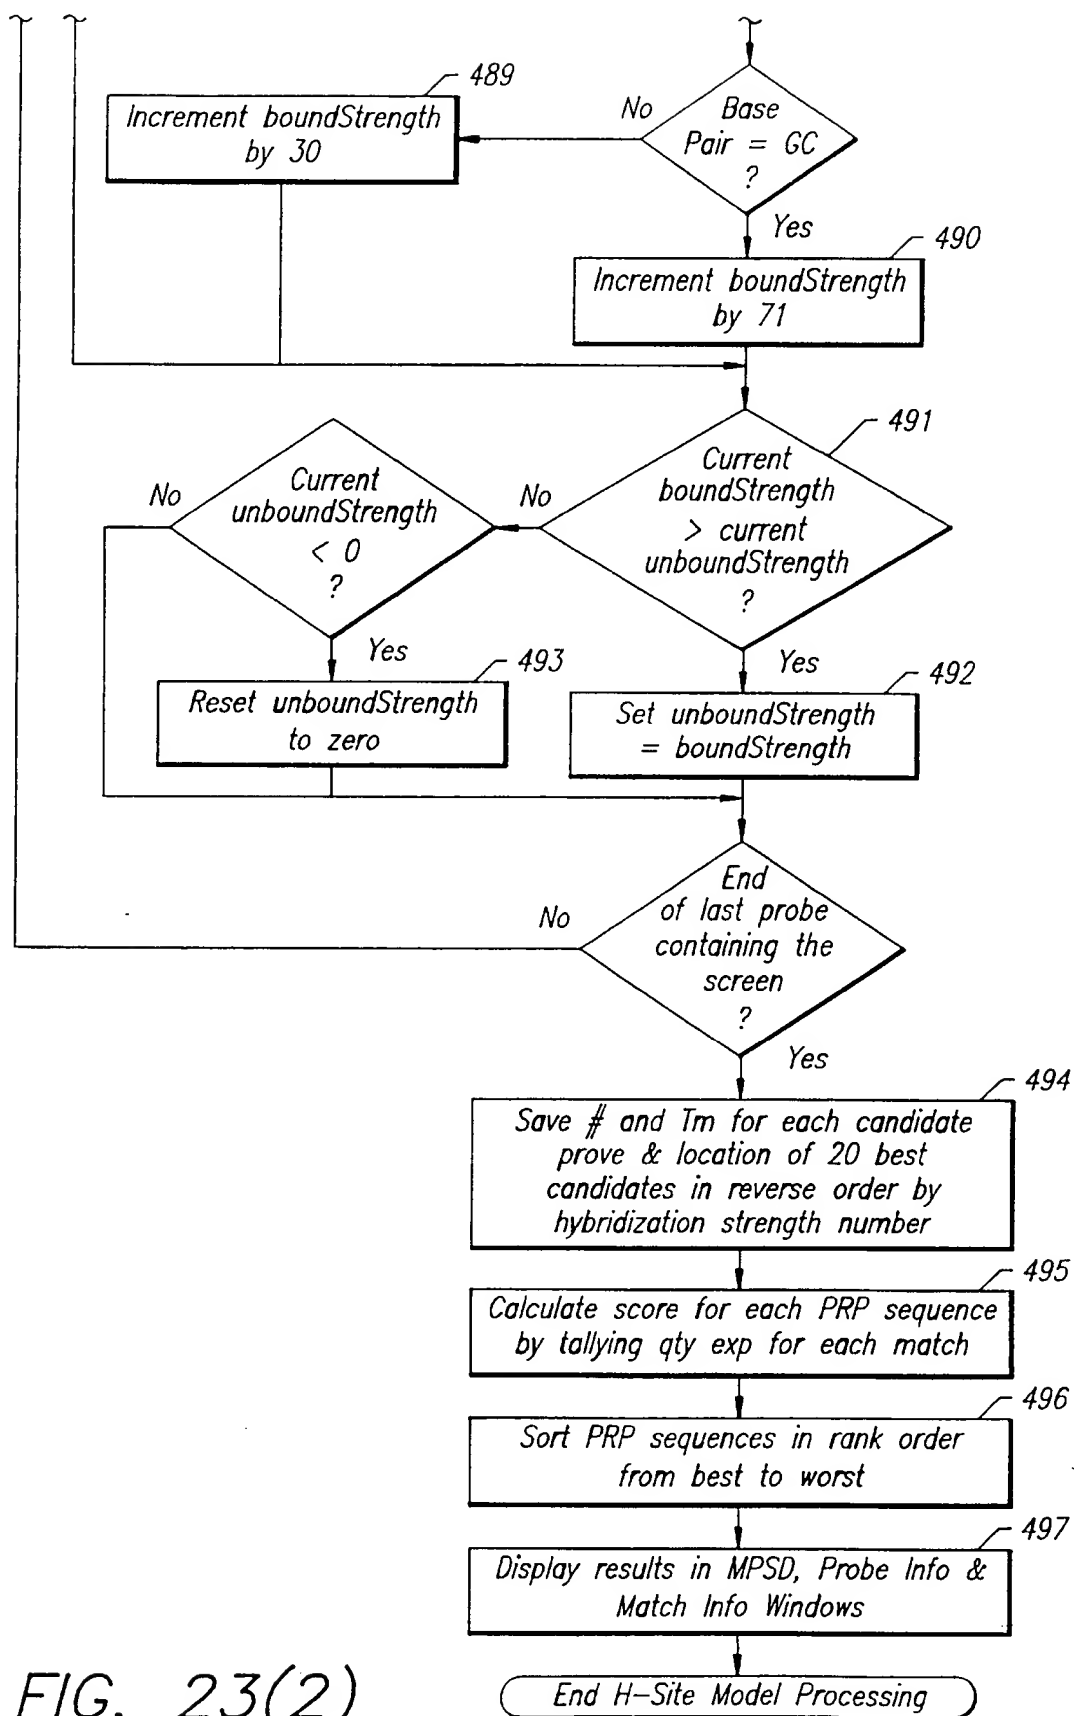 489
Increment boundStrength
by 30
No
Base
Pair = GC
?
Yes
490
Increment boundStrength
by 71
491
Current
boundStrength
> current
unboundStrength
?
No
Current
unboundStrength
< 0
?
No
Yes
493
Reset unboundStrength
to zero
Yes
492
Set unboundStrength
= boundStrength
End
of last probe
containing the
screen
?
No
Yes
494
Save # and Tm for each candidate
prove & location of 20 best
candidates in reverse order by
hybridization strength number
495
Calculate score for each PRP sequence
by tallying qty exp for each match
496
Sort PRP sequences in rank order
from best to worst
497
Display results in MPSD, Probe Info &
Match Info Windows
End H-Site Model Processing
FIG. 23(2)